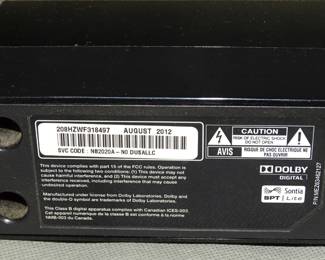 208HZWF318497 AUGUST 2012
SVC CODE : NB2020A - NO DUSALLC
This device complies with part 15 of the FCC rules. Operation is
subject to the following two conditions: (1) This device may not
cause harmful interference, and (2) This device must accept any
interference received including interference that may cause
undesired operation.
Manufactured under license from Dolby Laboratories. Dolby and
the double-D symbol are trademarks of Dolby Laboratories.
This Class B digital apparatus complies with Canadian ICES-003.
Cet appareil numérique de la classe B est conforme à la norme
NMB-003 du Canada.
CAUTION
RISK OF ELECTRIC SHOCK
DO NOT OPEN
AVIS
RISQUE DE CHOC ELECTRIQUE NE
PAS OUVRIR
DOLBY
DIGITAL
Sontia
SPT Lite